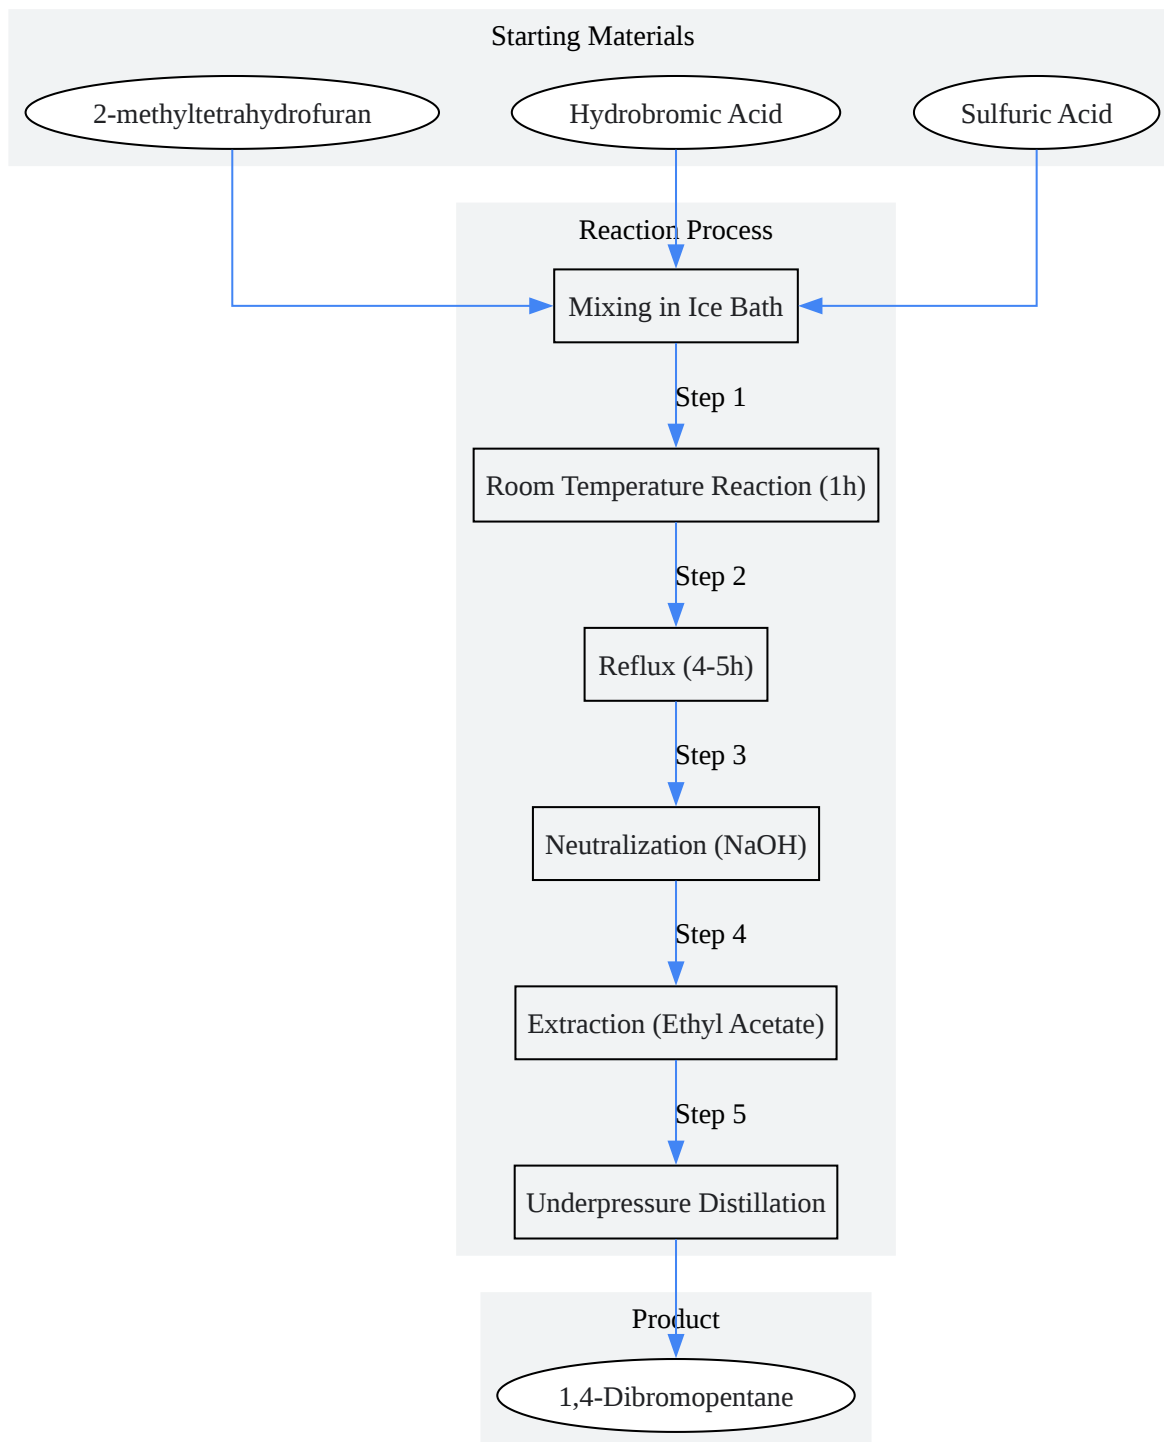 Starting Materials
2-methyltetrahydrofuran
Hydrobromic Acid
Sulfuric Acid
Reaction Process
Mixing in Ice Bath
Step 1
Room Temperature Reaction (1h)
Step 2
Reflux (4-5h)
Step 3
Neutralization (NaOH)
Step 4
Extraction (Ethyl Acetate)
Step 5
Underpressure Distillation
Product
1,4-Dibromopentane